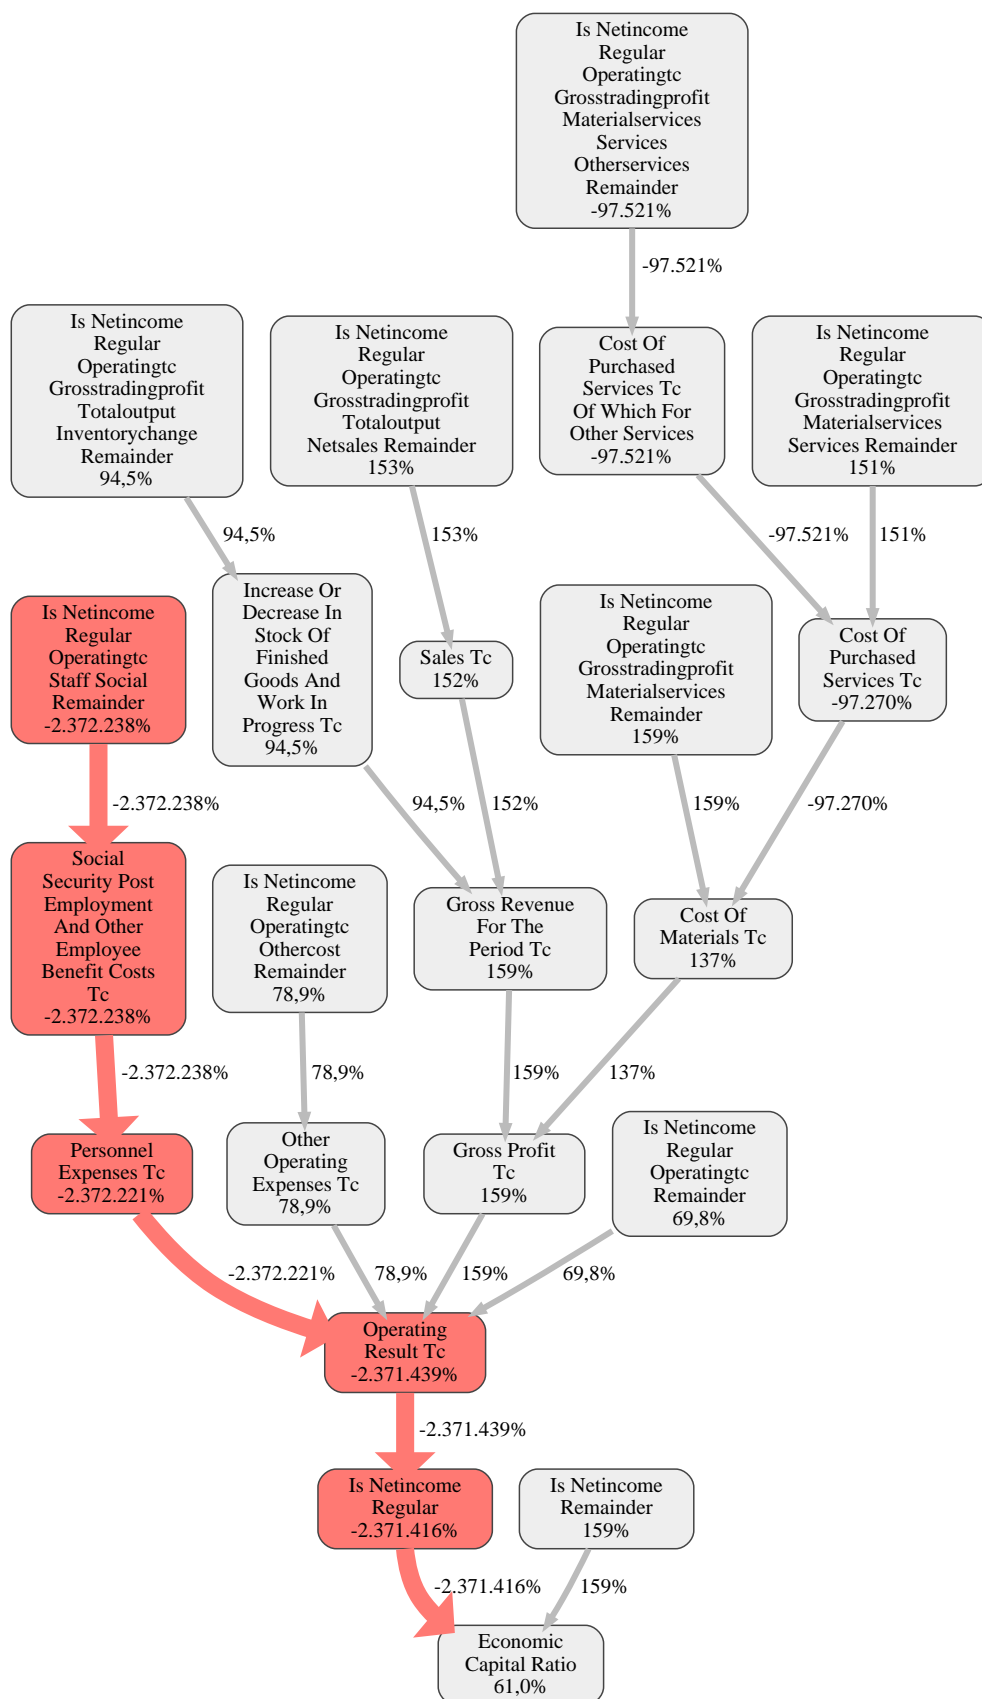 Is Netincome
Regular
Operatingtc
Grosstradingprofit
Materialservices
Services
Otherservices
Remainder
-97.521%
-97.521%
Is Netincome
Regular
Operatingtc
Grosstradingprofit
Totaloutput
Inventorychange
Remainder
94,5%
Is Netincome
Regular
Operatingtc
Grosstradingprofit
Totaloutput
Netsales Remainder
153%
Cost Of
Purchased
Services Tc
Of Which For
Other Services
-97.521%
Is Netincome
Regular
Operatingtc
Grosstradingprofit
Materialservices
Services Remainder
151%
94,5%
153%
-97.521%
151%
Is Netincome
Regular
Operatingtc
Staff Social
Remainder
-2.372.238%
Increase Or
Decrease In
Stock Of
Finished
Goods And
Work In
Progress Tc
94,5%
Sales Tc
152%
Is Netincome
Regular
Operatingtc
Grosstradingprofit
Materialservices
Remainder
159%
Cost Of
Purchased
Services Tc
-97.270%
-2.372.238%
94,5%
152%
159%
-97.270%
Social
Security Post
Employment
And Other
Employee
Benefit Costs
Tc
-2.372.238%
Is Netincome
Regular
Operatingtc
Othercost
Remainder
78,9%
Gross Revenue
For The
Period Tc
159%
Cost Of
Materials Tc
137%
-2.372.238%
78,9%
159%
137%
Personnel
Expenses Tc
-2.372.221%
Other
Operating
Expenses Tc
78,9%
Gross Profit
Tc
159%
Is Netincome
Regular
Operatingtc
Remainder
69,8%
-2.372.221%
78,9%
159%
69,8%
Operating
Result Tc
-2.371.439%
-2.371.439%
Is Netincome
Regular
-2.371.416%
Is Netincome
Remainder
159%
-2.371.416%
159%
Economic
Capital Ratio
61,0%